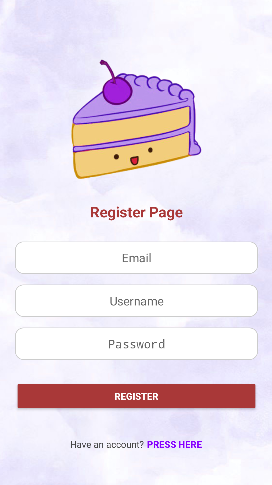 Register Page
Email
Username
Password
REGISTER
Have an account? PRESS HERE